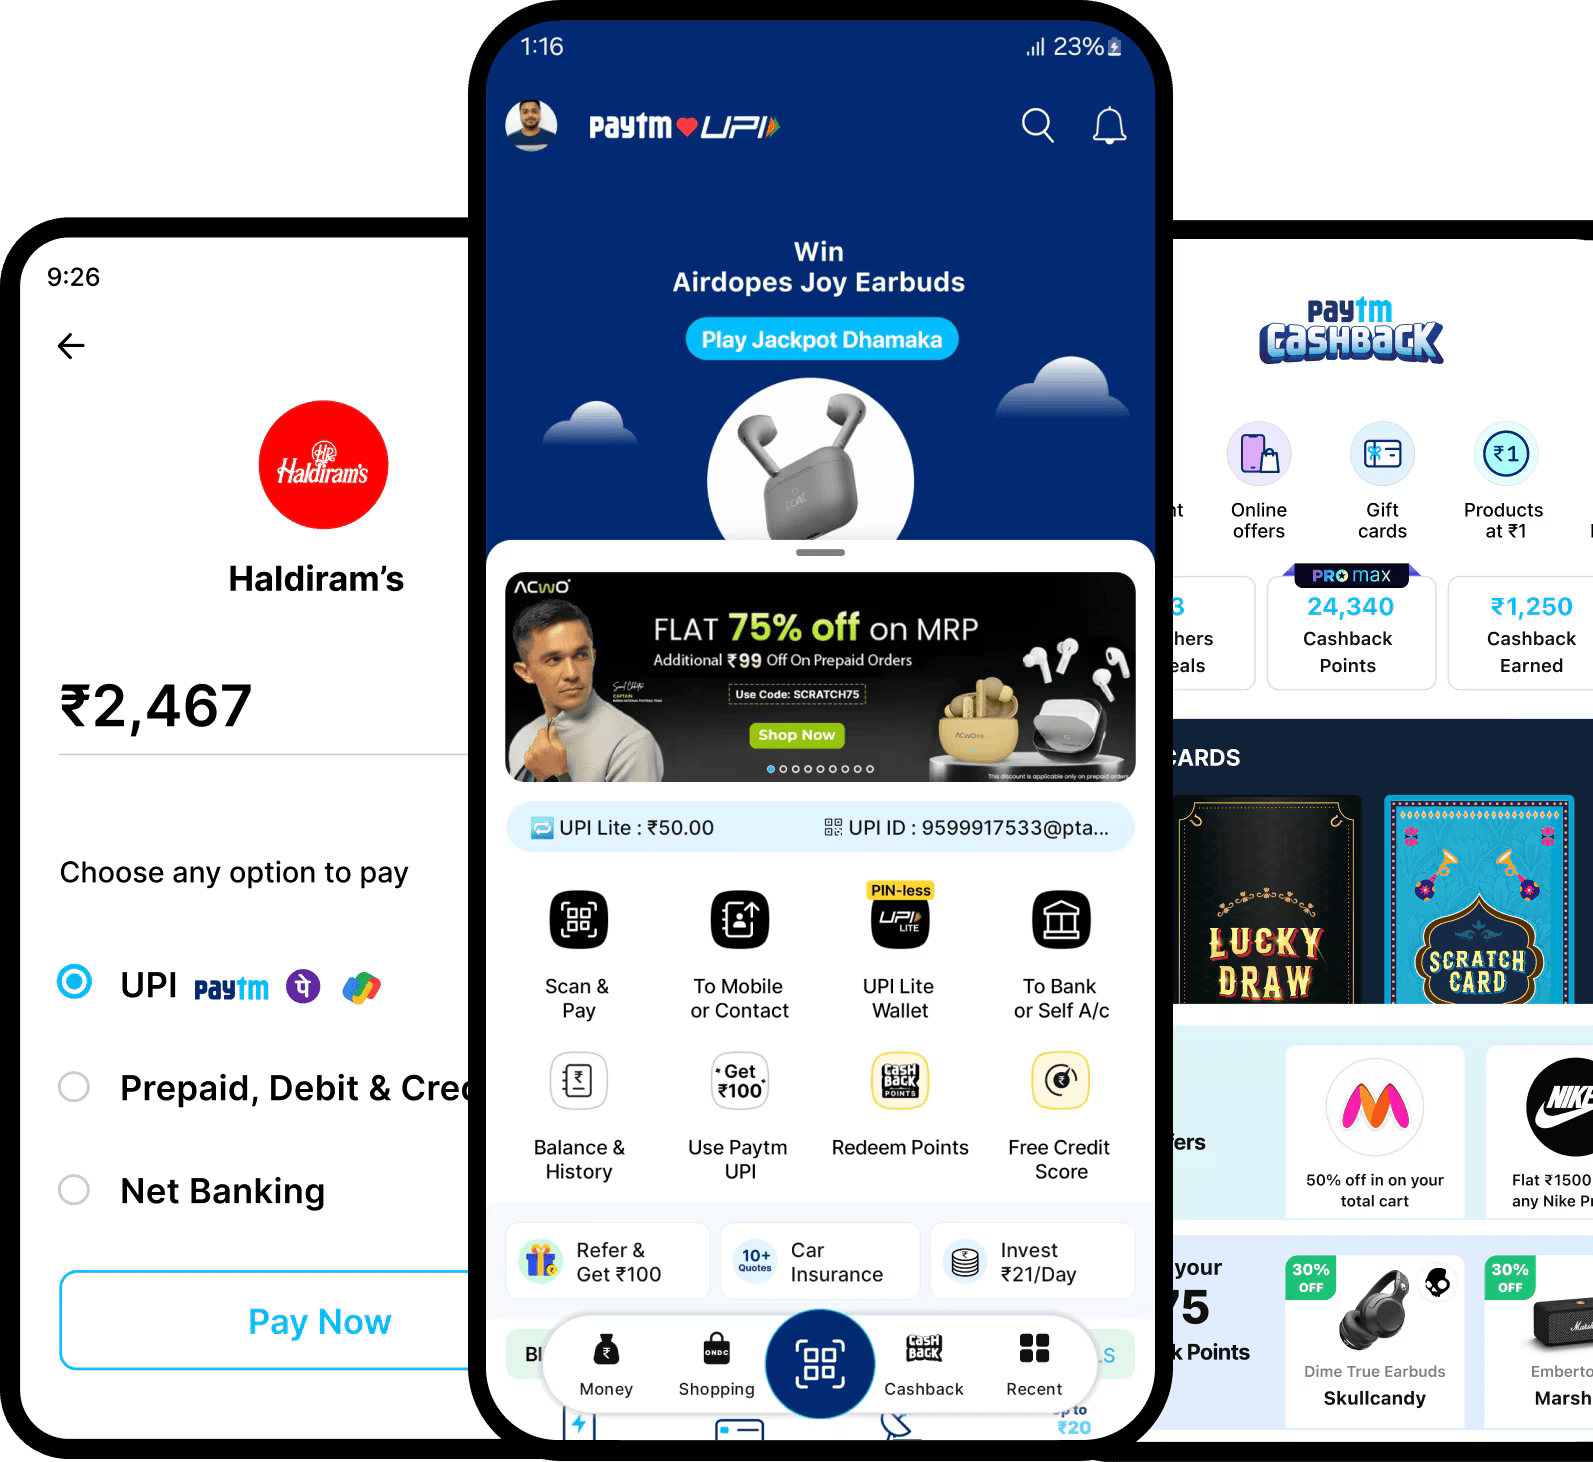 9:26
HR
Haldiram's
Haldiram's
₹2,467
Choose any option to pay
UPI paytm पे
Prepaid, Debit & Cred
Net Banking
Pay Now
1:16
23%
paytm UPI
Win
Airdopes Joy Earbuds
Play Jackpot Dhamaka
boAt
ACWO
FLAT 75% off on MRP
Additional ₹99 Off On Prepaid Orders
Use Code: SCRATCH75
Shop Now
This discount is applicable only on prepaid orders
UPI Lite : ₹50.00
UPI ID : 9599917533@pta...
PIN-less
UPI
LITE
Scan &
Pay
To Mobile
or Contact
UPI Lite
Wallet
To Bank
or Self A/c
Get
₹100
CASH
BACK
POINTS
Balance &
History
Use Paytm
UPI
Redeem Points
Free Credit
Score
Refer &
Get ₹100
10+
Quotes
Car
Insurance
Invest
₹21/Day
BI
LS
ONDC
CASH
BACK
Money
Shopping
Cashback
Recent
up to
₹20
paytm
CASHBACK
nt
Online
offers
Gift
cards
₹1
Products
at ₹1
PRO max
3
hers
eals
24,340
Cashback
Points
₹1,250
Cashback
Earned
CARDS
LUCKY
DRAW
SCRATCH
CARD
fers
50% off in on your
total cart
NIKE
Flat ₹1500
any Nike Pr
your
75
k Points
30%
OFF
Dime True Earbuds
Skullcandy
30%
OFF
Marsh
Emberto
Marsh